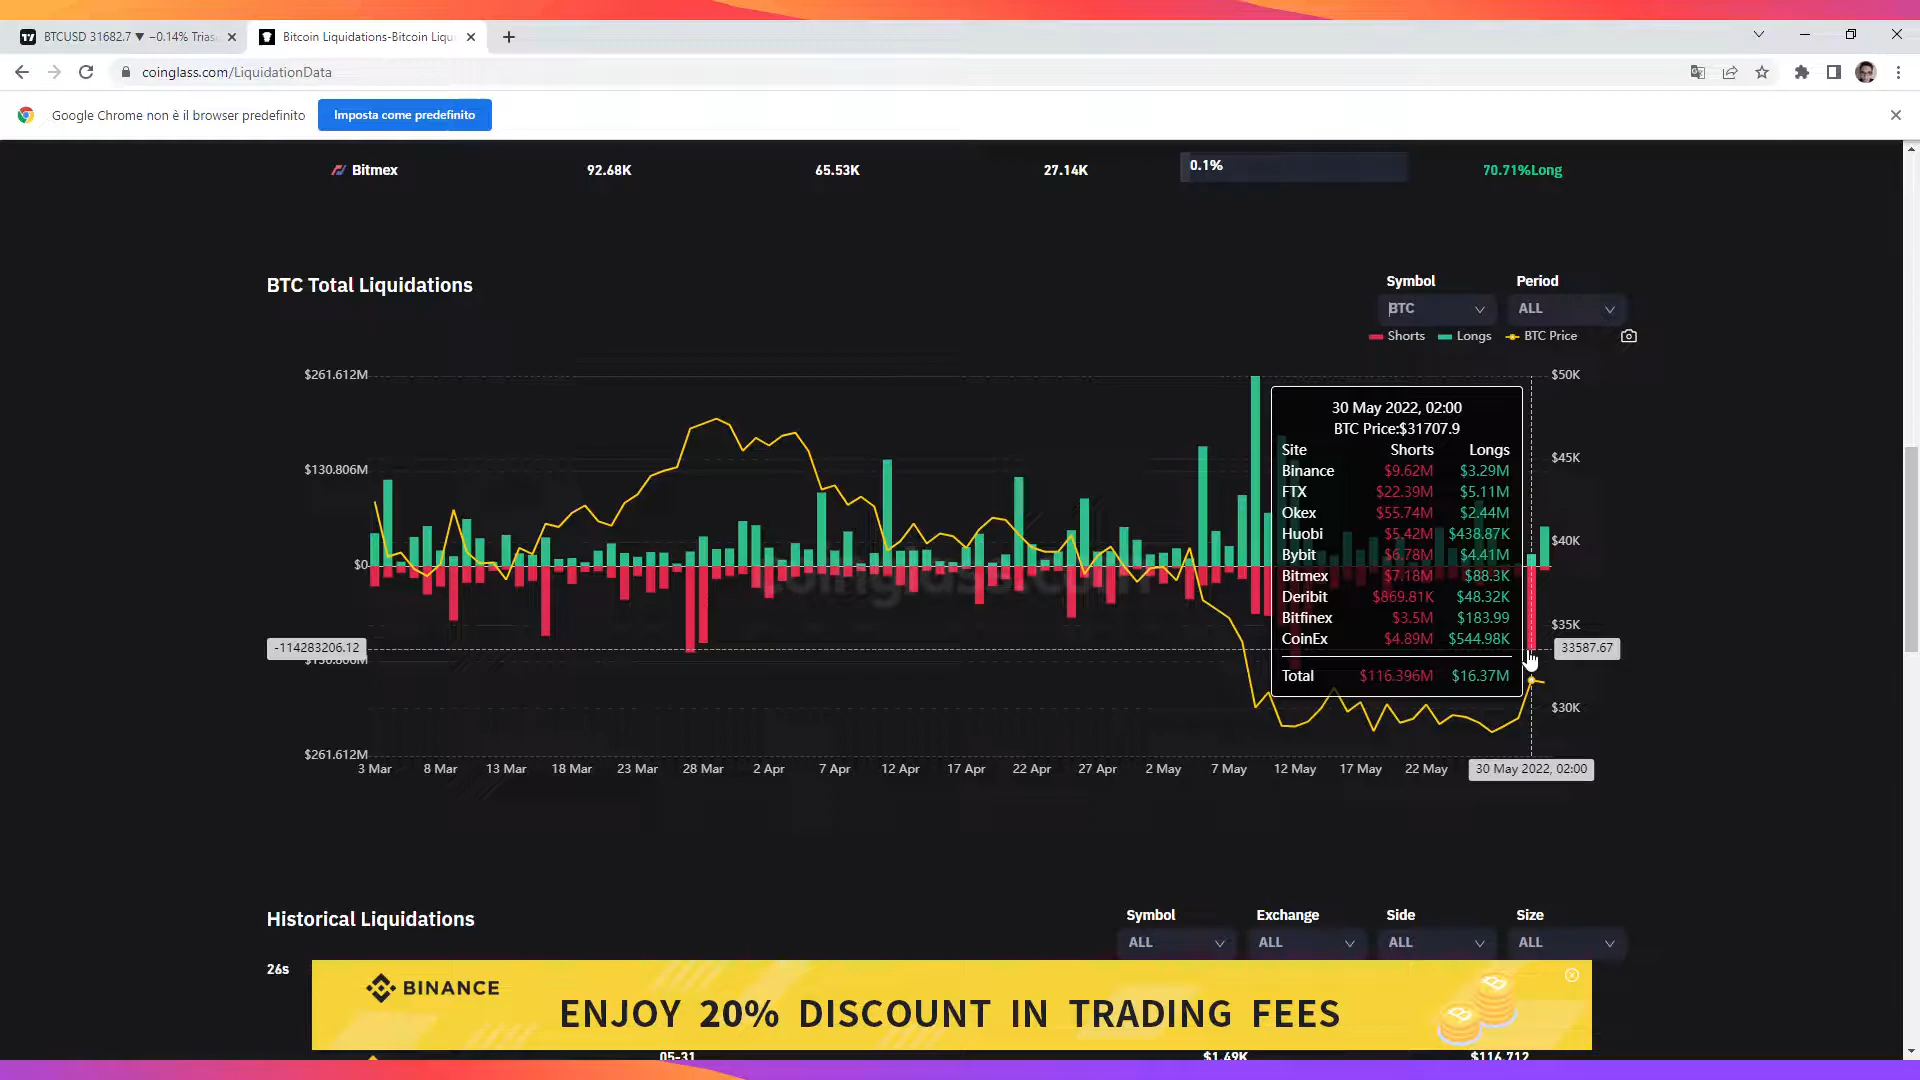 BTCUSD 31682.7 ▼ −0.14% Trias
Bitcoin Liquidations-Bitcoin Liqu
coinglass.com/LiquidationData
Google Chrome non è il browser predefinito
Imposta come predefinito
Bitmex 92.68K 65.53K 27.14K 0.1% 70.71%Long
BTC Total Liquidations
Symbol Period
BTC ALL
Shorts Longs BTC Price
$261.612M
$130.806M
$0
-114283206.12
$261.612M
$50K
$45K
$40K
$35K
33587.67
$30K
30 May 2022, 02:00
BTC Price:$31707.9
Site Shorts Longs
Binance $9.62M $3.29M
FTX $22.39M $5.11M
Okex $55.74M $2.44M
Huobi $5.42M $438.87K
Bybit $6.78M $4.41M
Bitmex $7.18M $88.3K
Deribit $869.81K $48.32K
Bitfinex $3.5M $183.99
CoinEx $4.89M $544.98K
Total $116.396M $16.37M
3 Mar 8 Mar 13 Mar 18 Mar 23 Mar 28 Mar 2 Apr 7 Apr 12 Apr 17 Apr 22 Apr 27 Apr 2 May 7 May 12 May 17 May 22 May 30 May 2022, 02:00
Historical Liquidations
Symbol Exchange Side Size
ALL ALL ALL ALL
26s
BINANCE
ENJOY 20% DISCOUNT IN TRADING FEES
05-31 $1.49K $116,712